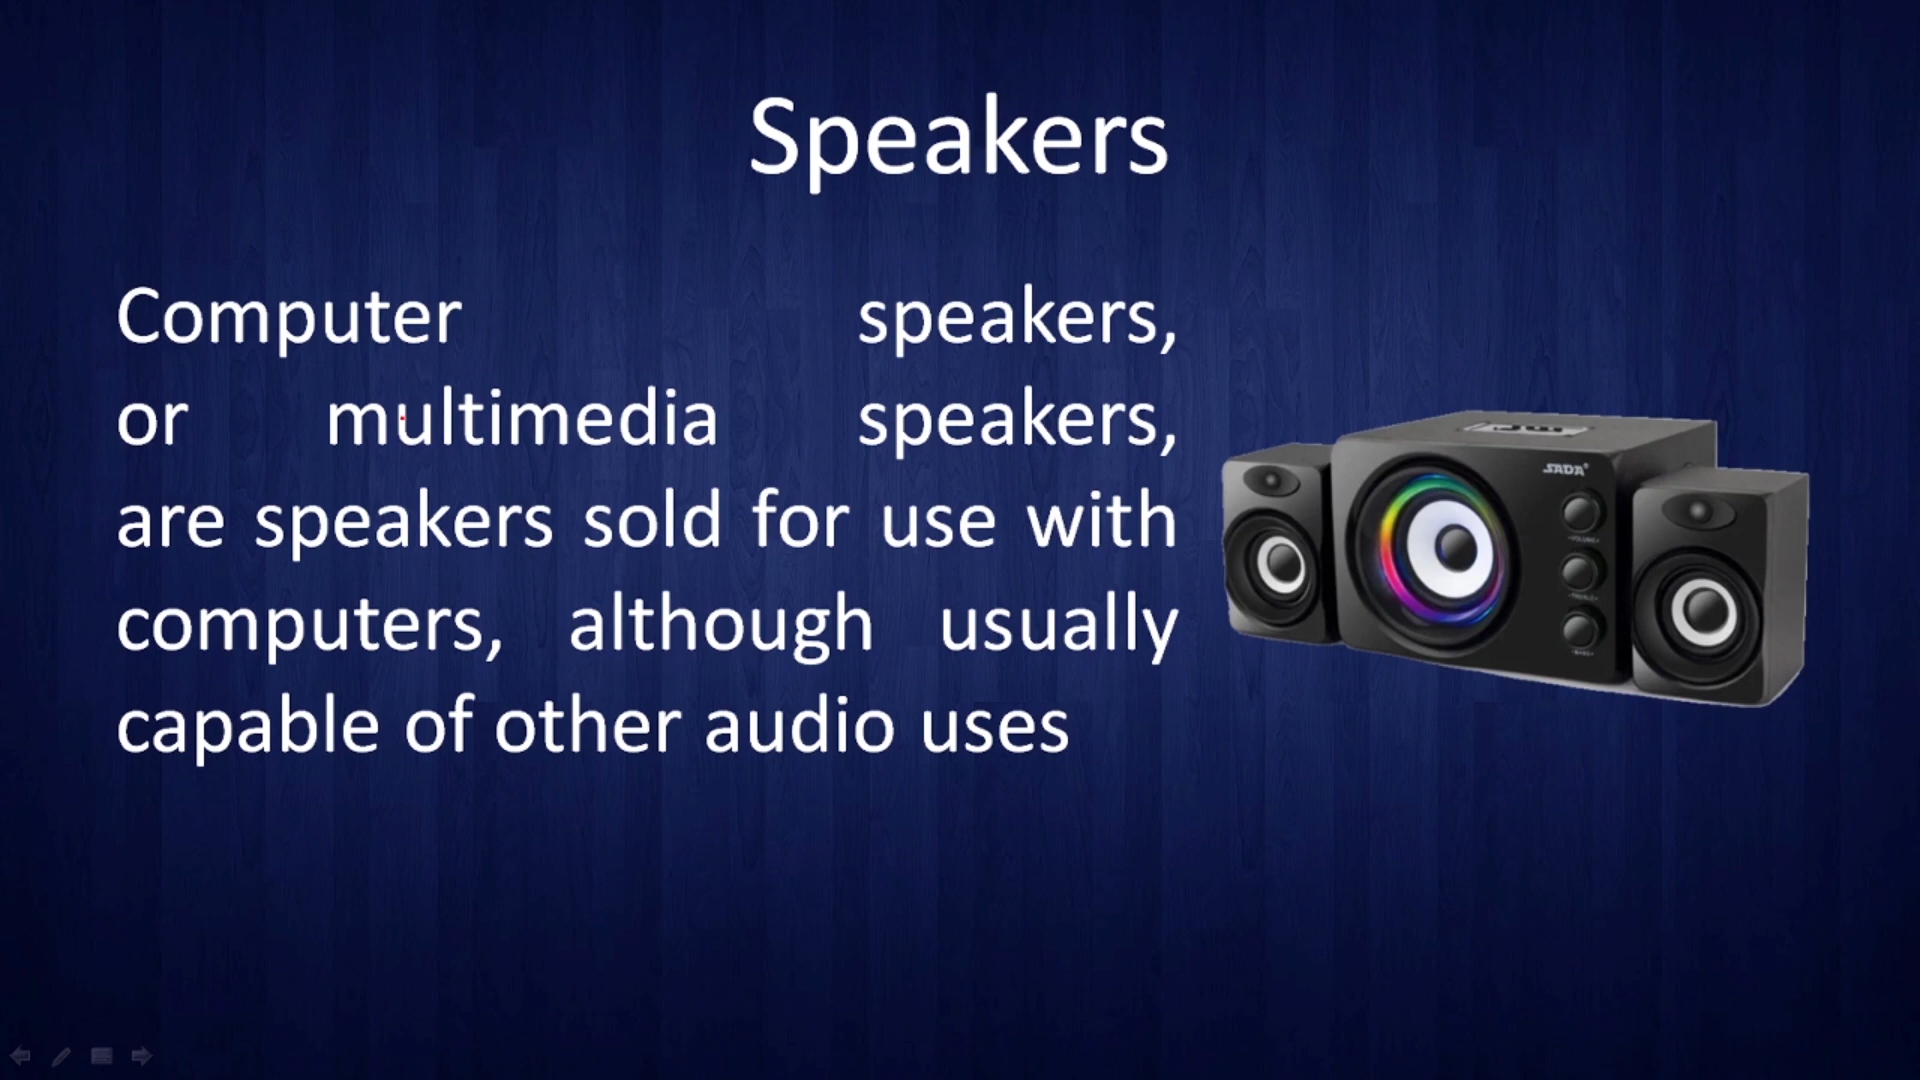 Speakers
Computer speakers,
or multimedia speakers,
are speakers sold for use with
computers, although usually
capable of other audio uses
SADA